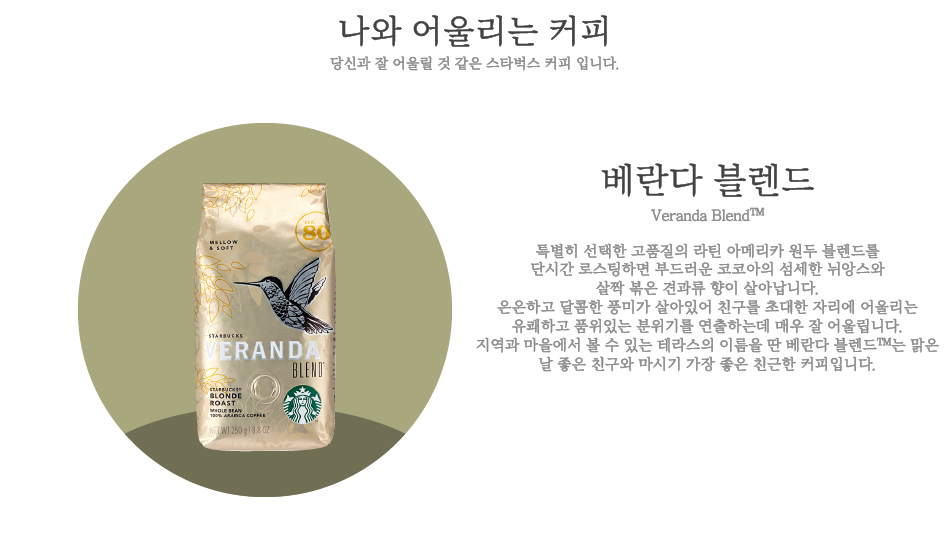 나와 어울리는 커피
당신과 잘 어울릴 것 같은 스타벅스 커피 입니다.
80
MELLOW
& SOFT
STARBUCKS
VERANDA
BLEND™
STARBUCKS®
BLONDE
ROAST
WHOLE BEAN
100% ARABICA COFFEE
NET WT 250 g / 8.8 OZ
베란다 블렌드
Veranda Blend™
특별히 선택한 고품질의 라틴 아메리카 원두 블렌드를
단시간 로스팅하면 부드러운 코코아의 섬세한 뉘앙스와
살짝 볶은 견과류 향이 살아납니다.
은은하고 달콤한 풍미가 살아있어 친구를 초대한 자리에 어울리는
유쾌하고 품위있는 분위기를 연출하는데 매우 잘 어울립니다.
지역과 마을에서 볼 수 있는 테라스의 이름을 딴 베란다 블렌드™는 맑은
날 좋은 친구와 마시기 가장 좋은 친근한 커피입니다.